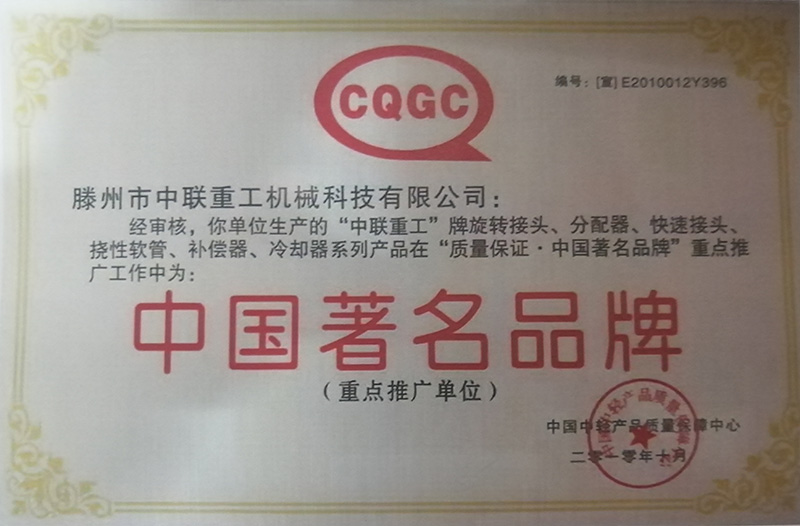 CQGC
编号：[宣] E2010012Y396
滕州市中联重工机械科技有限公司：
经审核，你单位生产的“中联重工”牌旋转接头、分配器、快速接头、
挠性软管、补偿器、冷却器系列产品在“质量保证·中国著名品牌”重点推
广工作中为：
中国著名品牌
（重点推广单位）
中国中轻产品质量保障中心
二零一零年十月